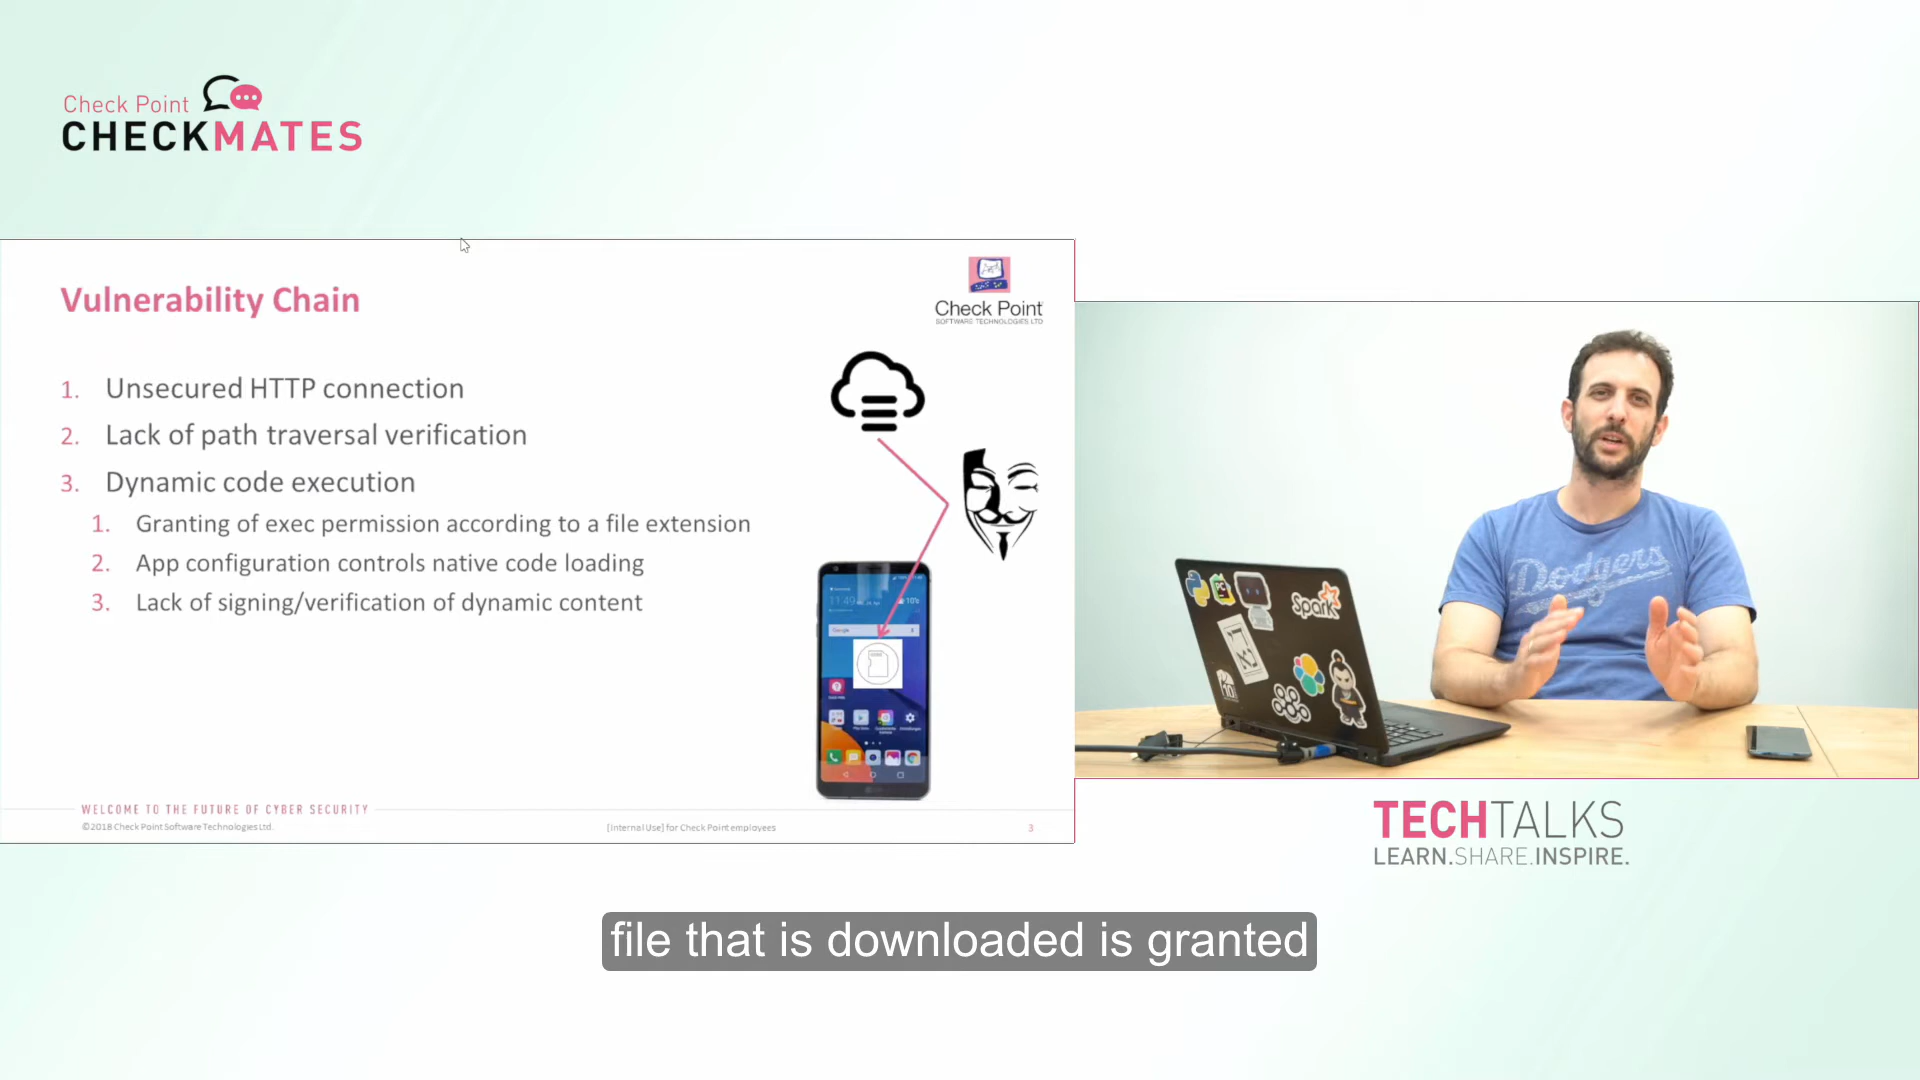 Check Point
CHECKMATES
Vulnerability Chain
Check Point
SOFTWARE TECHNOLOGIES LTD
1. Unsecured HTTP connection
2. Lack of path traversal verification
3. Dynamic code execution
1. Granting of exec permission according to a file extension
2. App configuration controls native code loading
3. Lack of signing/verification of dynamic content
Google
WELCOME TO THE FUTURE OF CYBER SECURITY
©2018 Check Point Software Technologies Ltd.
[Internal Use] for Check Point employees
3
PC
Spark
Dodgers
TECHTALKS
LEARN.SHARE.INSPIRE.
file that is downloaded is granted